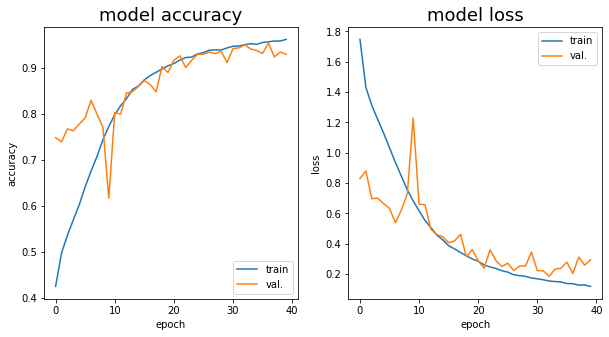 model accuracy
0.9
0.8
0.7
0.6
0.5
0.4
accuracy
0 10 20 30 40
epoch
train
val.
model loss
1.8
1.6
1.4
1.2
1.0
0.8
0.6
0.4
0.2
loss
0 10 20 30 40
epoch
train
val.